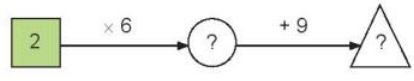 2 × 6 ? + 9 ?